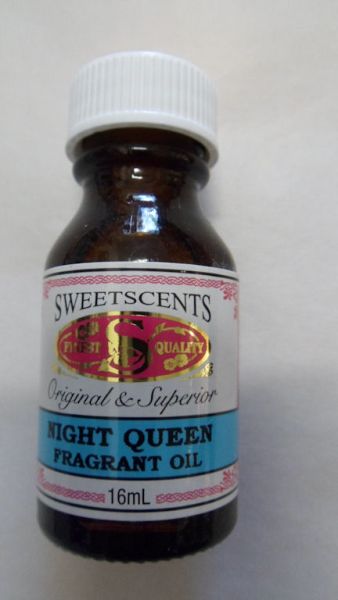 SWEETSCENTS
FINEST S QUALITY
Original & Superior
NIGHT QUEEN
FRAGRANT OIL
16mL